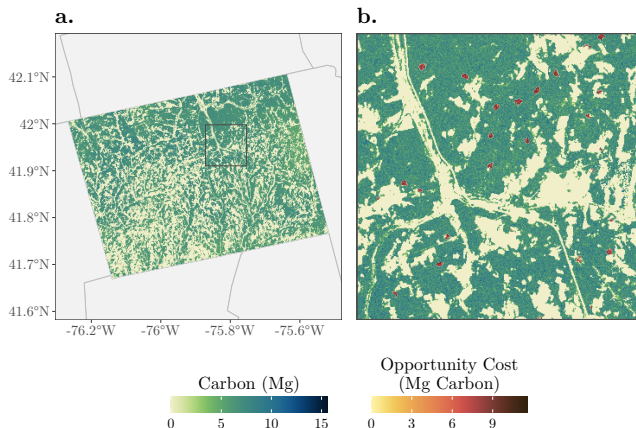 a.
b.
42.1°N
42°N
41.9°N
41.8°N
41.7°N
41.6°N
-76.2°W -76°W -75.8°W -75.6°W
Carbon (Mg)
0 5 10 15
Opportunity Cost
(Mg Carbon)
0 3 6 9